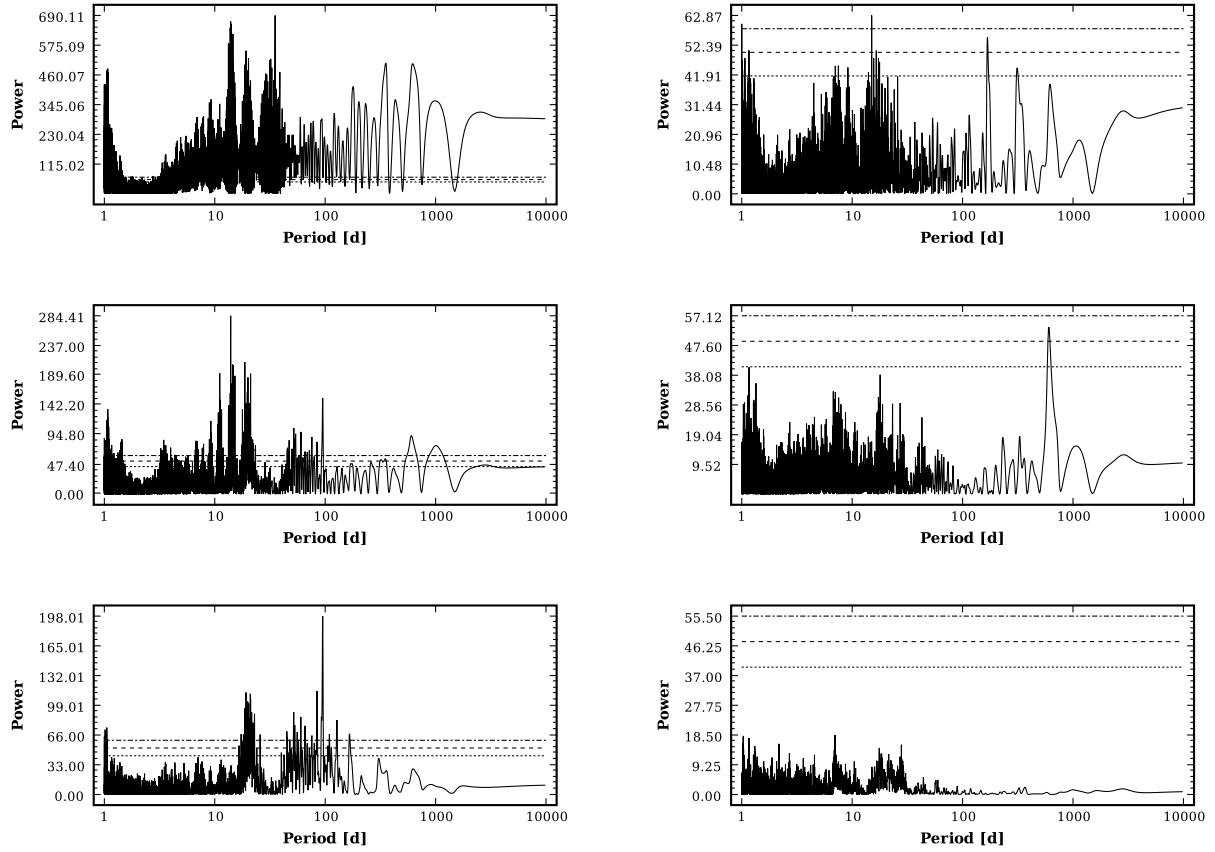 690.11
575.09
460.07
345.06
230.04
115.02
Power
1 10 100 1000 10000
Period [d]
62.87
52.39
41.91
31.44
20.96
10.48
0.00
Power
1 10 100 1000 10000
Period [d]
284.41
237.00
189.60
142.20
94.80
47.40
0.00
Power
1 10 100 1000 10000
Period [d]
57.12
47.60
38.08
28.56
19.04
9.52
Power
1 10 100 1000 10000
Period [d]
198.01
165.01
132.01
99.01
66.00
33.00
0.00
Power
1 10 100 1000 10000
Period [d]
55.50
46.25
37.00
27.75
18.50
9.25
0.00
Power
1 10 100 1000 10000
Period [d]